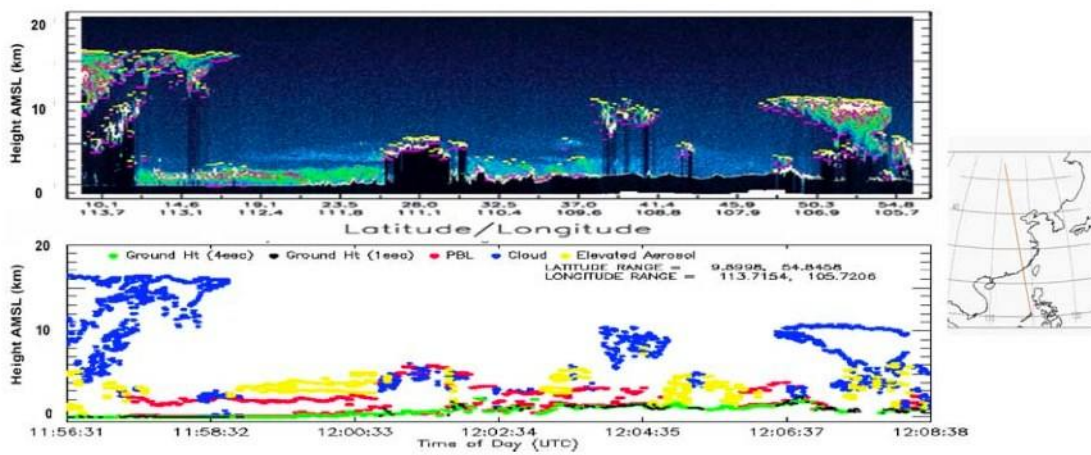 20
10
0
Height AMSL (km)
10.1 14.6 19.1 23.5 28.0 32.5 37.0 41.4 45.9 50.3 54.8
113.7 113.1 112.4 111.8 111.1 110.4 109.6 108.8 107.9 106.9 105.7
Latitude/Longitude
20
10
0
Height AMSL (km)
Ground Ht (4sec) Ground Ht (1sec) PBL Cloud Elevated Aerosol
LATITUDE RANGE = 9.8998, 54.8458
LONGITUDE RANGE = 113.7154, 105.7206
11:56:31 11:58:32 12:00:33 12:02:34 12:04:35 12:06:37 12:08:38
Time of Day (UTC)